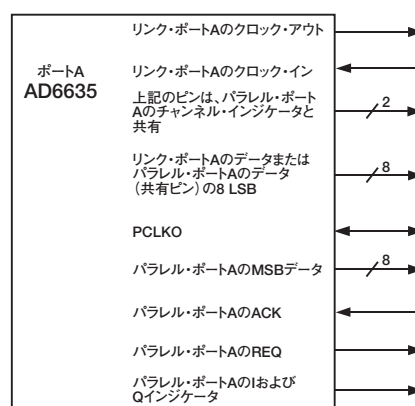 リンク・ポートAのクロック・アウト
ポートA
AD6635
リンク・ポートAのクロック・イン
上記のピンは、パラレル・ポート
Aのチャンネル・インジケータと
共有
2
リンク・ポートAのデータまたは
パラレル・ポートAのデータ
(共有ピン)の8 LSB
8
PCLKO
パラレル・ポートAのMSBデータ
8
パラレル・ポートAのACK
パラレル・ポートAのREQ
パラレル・ポートAのIおよび
Qインジケータ